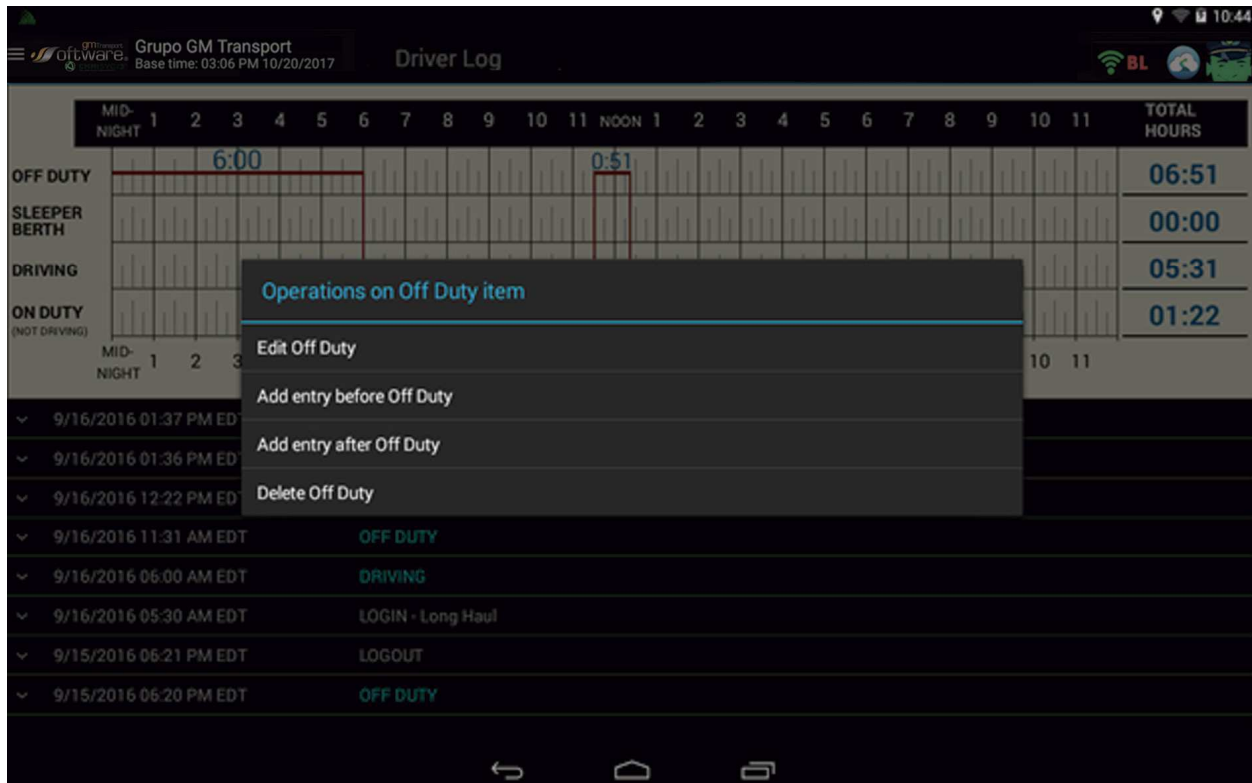 10:44
gmtransport
Software.
Grupo GM Transport
Base time: 03:06 PM 10/20/2017
Driver Log
BL
MID-
NIGHT 1 2 3 4 5 6 7 8 9 10 11 NOON 1 2 3 4 5 6 7 8 9 10 11
TOTAL
HOURS
6:00 0:51
OFF DUTY 06:51
SLEEPER
BERTH 00:00
DRIVING 05:31
ON DUTY
(NOT DRIVING) 01:22
MID-
NIGHT 1 2 3 10 11
Operations on Off Duty item
Edit Off Duty
Add entry before Off Duty
Add entry after Off Duty
Delete Off Duty
9/16/2016 01:37 PM ED
9/16/2016 01:36 PM ED
9/16/2016 12:22 PM ED
9/16/2016 11:31 AM EDT OFF DUTY
9/16/2016 06:00 AM EDT DRIVING
9/16/2016 05:30 AM EDT LOGIN - Long Haul
9/15/2016 06:21 PM EDT LOGOUT
9/15/2016 06:20 PM EDT OFF DUTY